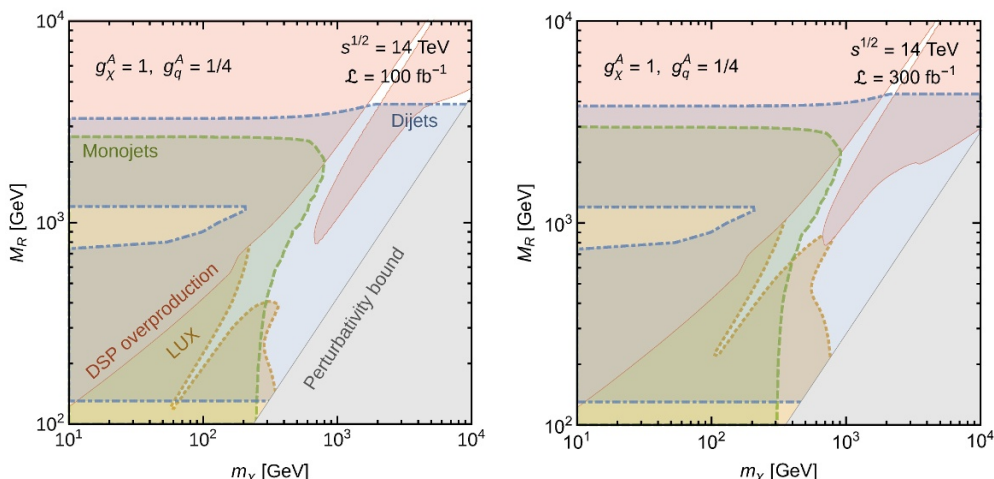 10^4
g_χ^A = 1, g_q^A = 1/4
s^{1/2} = 14 TeV
ℒ = 100 fb^{-1}
Dijets
Monojets
M_R [GeV]
10^3
DSP overproduction
LUX
Perturbativity bound
10^2
10^1 10^2 10^3 10^4
m_χ [GeV]
10^4
g_χ^A = 1, g_q^A = 1/4
s^{1/2} = 14 TeV
ℒ = 300 fb^{-1}
M_R [GeV]
10^3
10^2
10^1 10^2 10^3 10^4
m_χ [GeV]